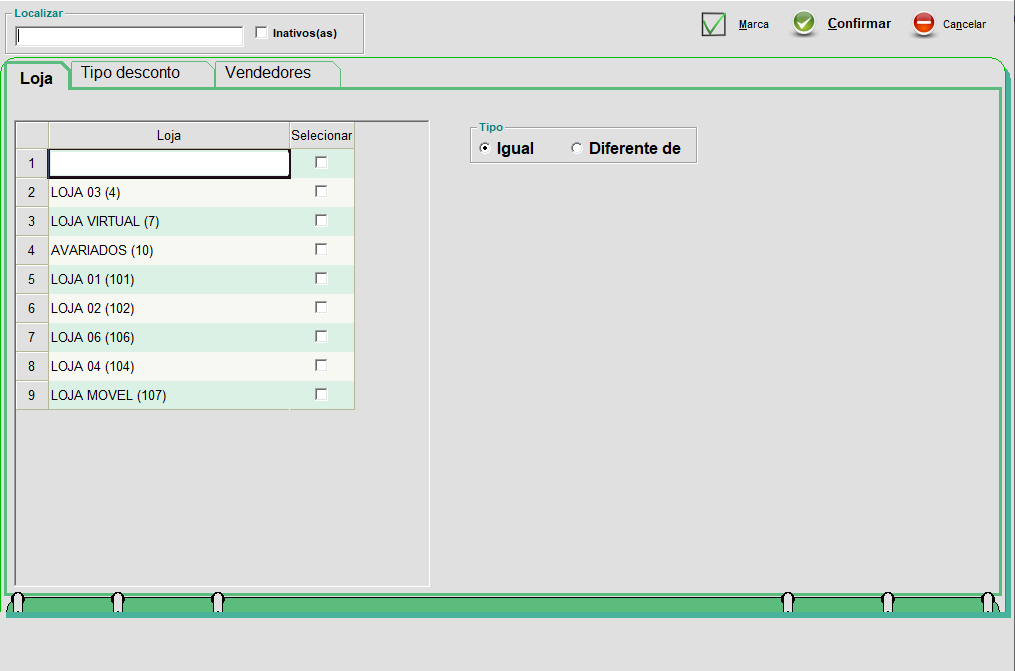 Localizar
Inativos(as)
Marca
Confirmar
Cancelar
Loja
Tipo desconto
Vendedores
Loja
Selecionar
Tipo
Igual
Diferente de
1
2 LOJA 03 (4)
3 LOJA VIRTUAL (7)
4 AVARIADOS (10)
5 LOJA 01 (101)
6 LOJA 02 (102)
7 LOJA 06 (106)
8 LOJA 04 (104)
9 LOJA MOVEL (107)